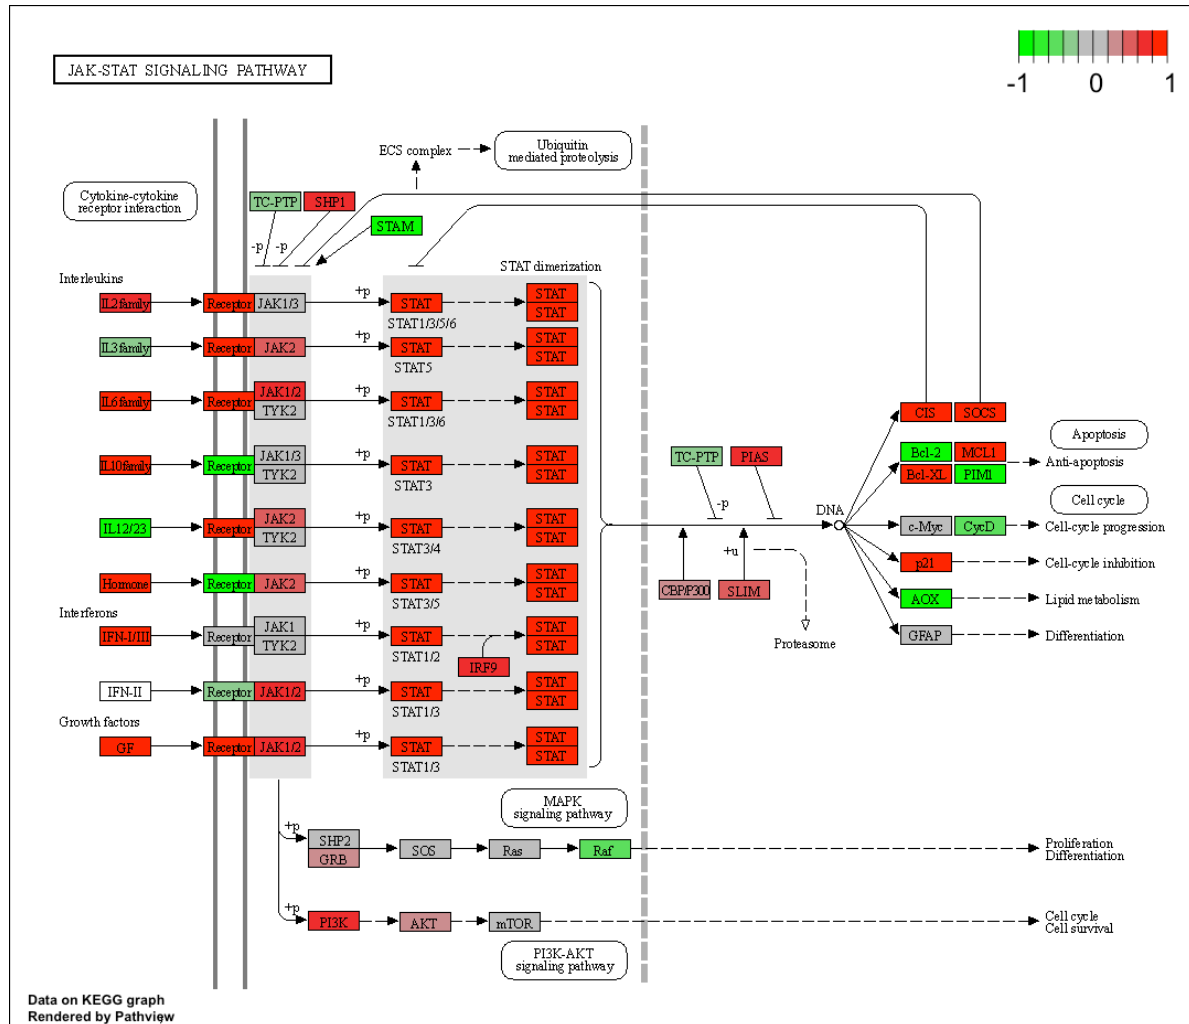 JAK-STAT SIGNALING PATHWAY
-1 0 1
ECS complex
Ubiquitin
mediated proteolysis
Cytokine-cytokine
receptor interaction
TC-PTP SHP1
STAM
-p -p
Interleukins
STAT dimerization
IL2family Receptor JAK1/3 +p STAT STAT
STAT
STAT1/3/5/6
IL3family Receptor JAK2 +p STAT STAT
STAT
STAT5
IL6family Receptor JAK1/2 +p STAT STAT
TYK2 STAT
STAT1/3/6
CIS SOCS
IL10family Receptor JAK1/3 +p STAT STAT
TYK2 STAT
STAT3
TC-PTP PIAS
Bcl-2 MCL1
Bcl-XL PIM1
Apoptosis
Anti-apoptosis
-p
Cell cycle
DNA
IL12/23 Receptor JAK2 +p STAT STAT
TYK2 STAT
STAT3/4
c-Myc CycD Cell-cycle progression
+u
p21 Cell-cycle inhibition
Hormone Receptor JAK2 +p STAT STAT
STAT
STAT3/5
CBP/P300 SLIM
AOX Lipid metabolism
Interferons
IFN-I/III Receptor JAK1 +p STAT STAT
TYK2 STAT
STAT1/2
IRF9
Proteasome
GFAP Differentiation
IFN-II Receptor JAK1/2 +p STAT STAT
STAT
STAT1/3
Growth factors
GF Receptor JAK1/2 +p STAT STAT
STAT
STAT1/3
MAPK
signaling pathway
+p
SHP2
GRB
SOS Ras Raf
Proliferation
Differentiation
+p
PI3K AKT mTOR
Cell cycle
Cell survival
PI3K-AKT
signaling pathway
Data on KEGG graph
Rendered by Pathview